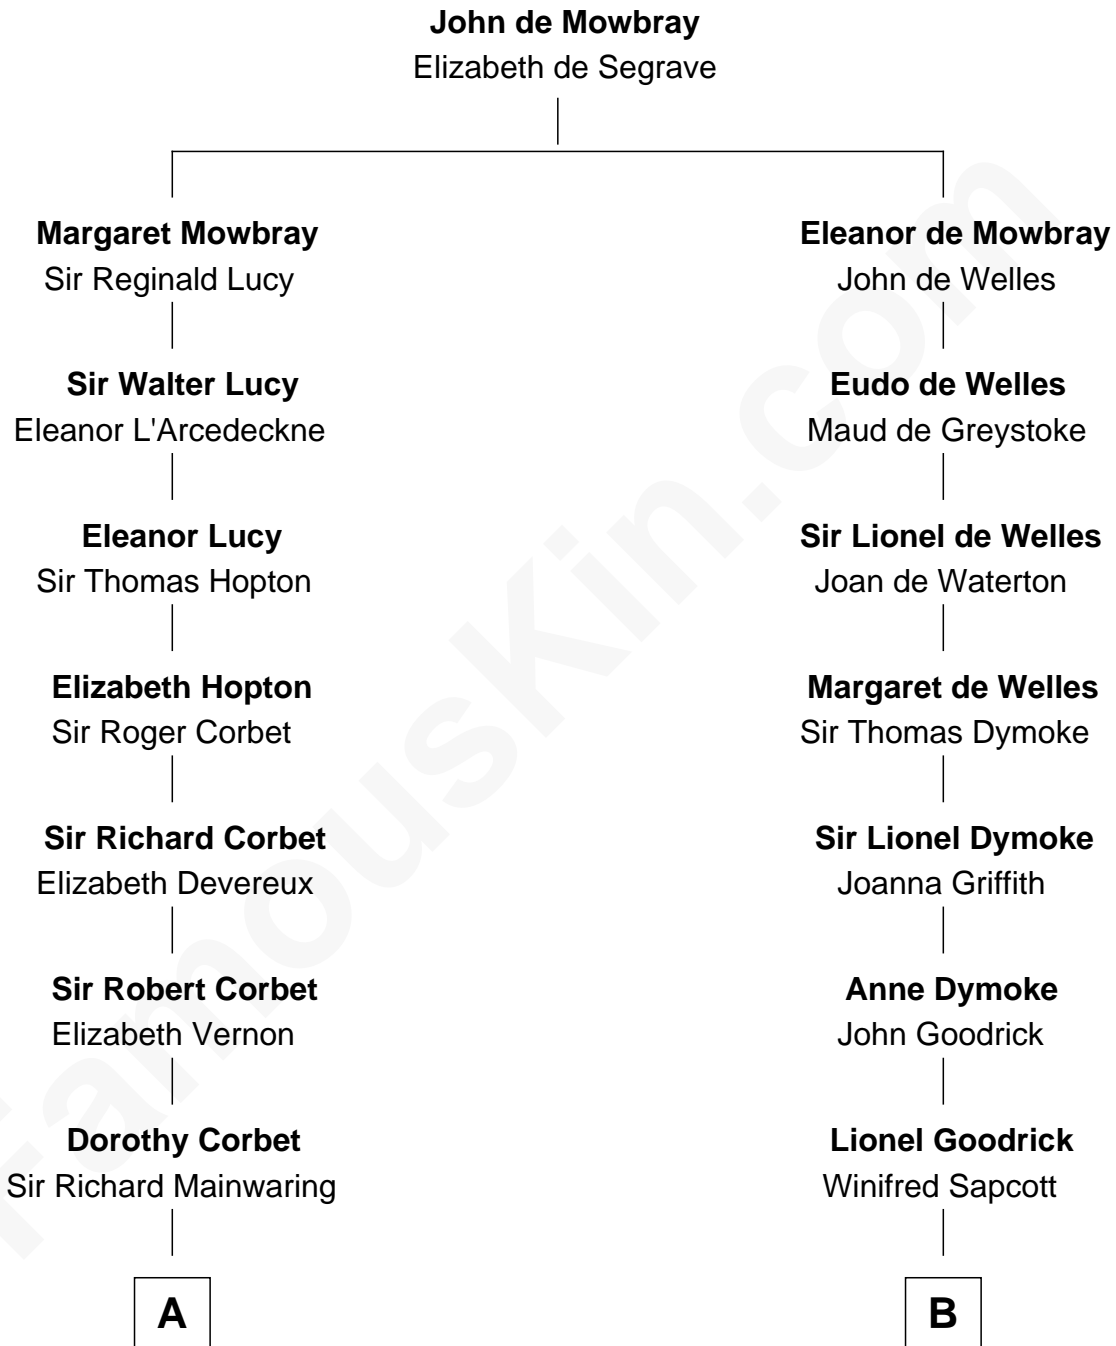 John de Mowbray
Elizabeth de Segrave
Margaret Mowbray
Sir Reginald Lucy
Eleanor de Mowbray
John de Welles
Sir Walter Lucy
Eleanor L'Arcedeckne
Eudo de Welles
Maud de Greystoke
Eleanor Lucy
Sir Thomas Hopton
Sir Lionel de Welles
Joan de Waterton
Elizabeth Hopton
Sir Roger Corbet
Margaret de Welles
Sir Thomas Dymoke
Sir Richard Corbet
Elizabeth Devereux
Sir Lionel Dymoke
Joanna Griffith
Sir Robert Corbet
Elizabeth Vernon
Anne Dymoke
John Goodrick
Dorothy Corbet
Sir Richard Mainwaring
Lionel Goodrick
Winifred Sapcott
A
B
FamousKin.com